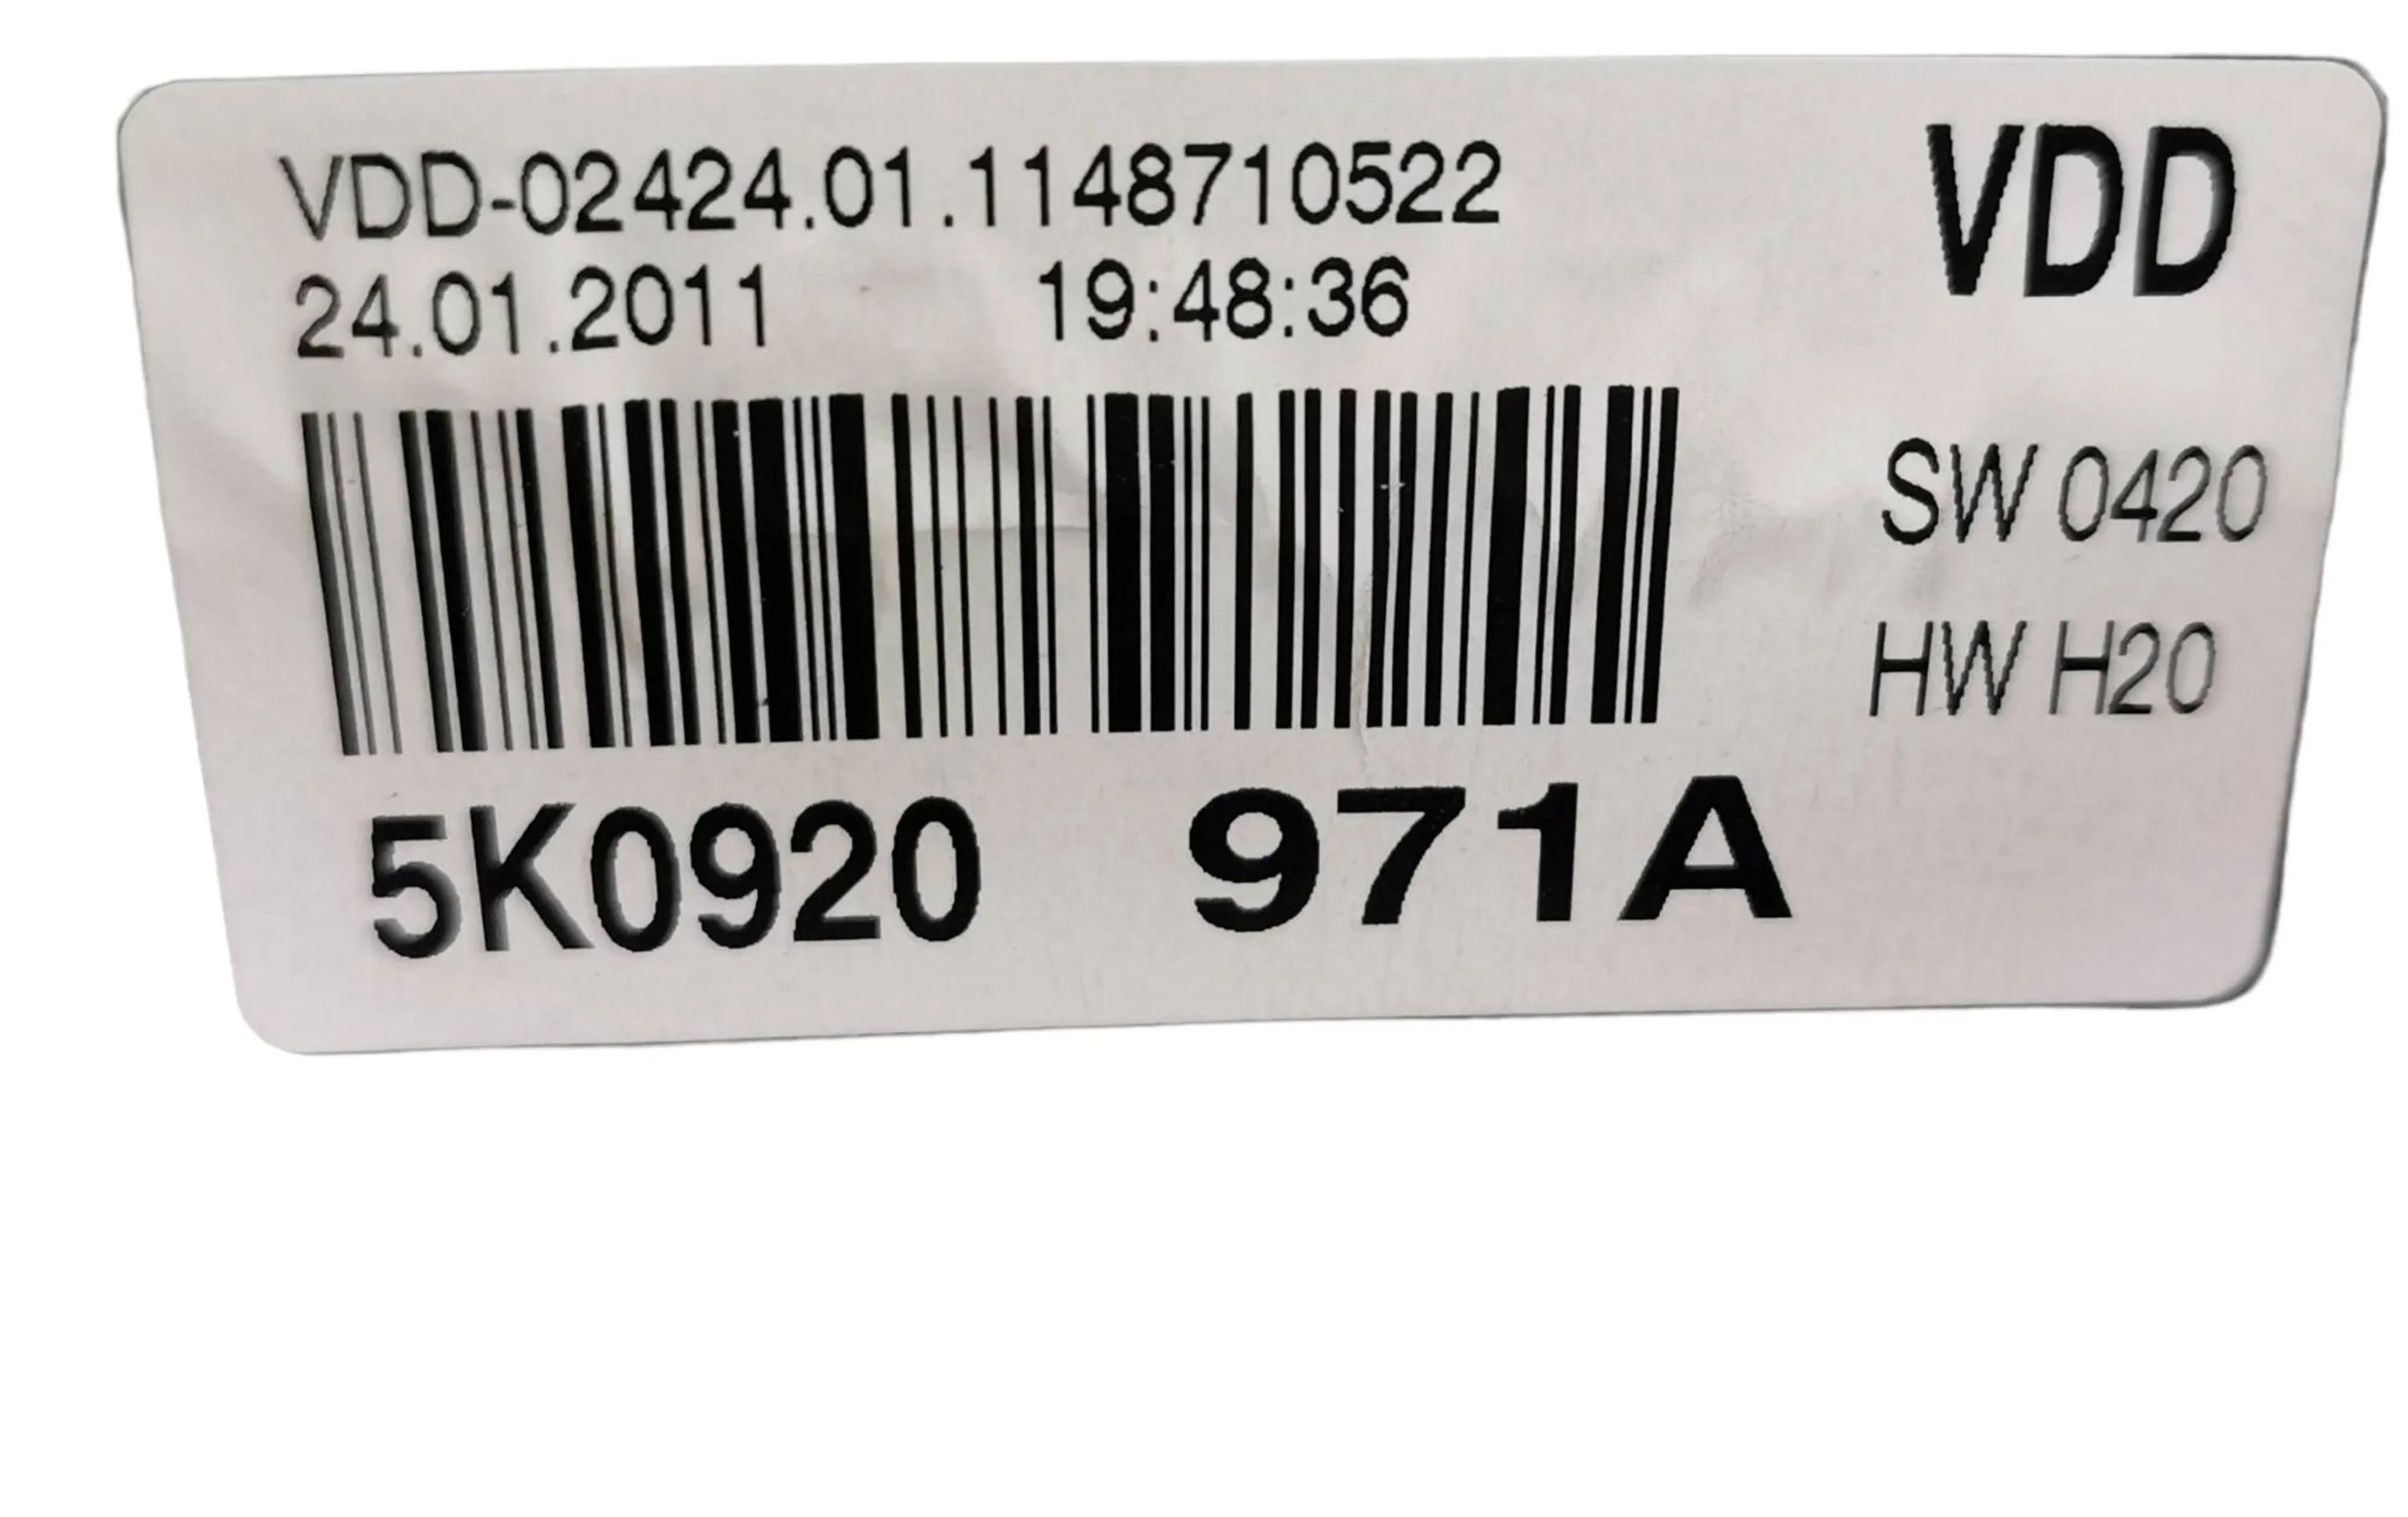 VDD-02424.01.1148710522
24.01.2011 19:48:36
VDD
SW 0420
HW H20
5K0920 971A